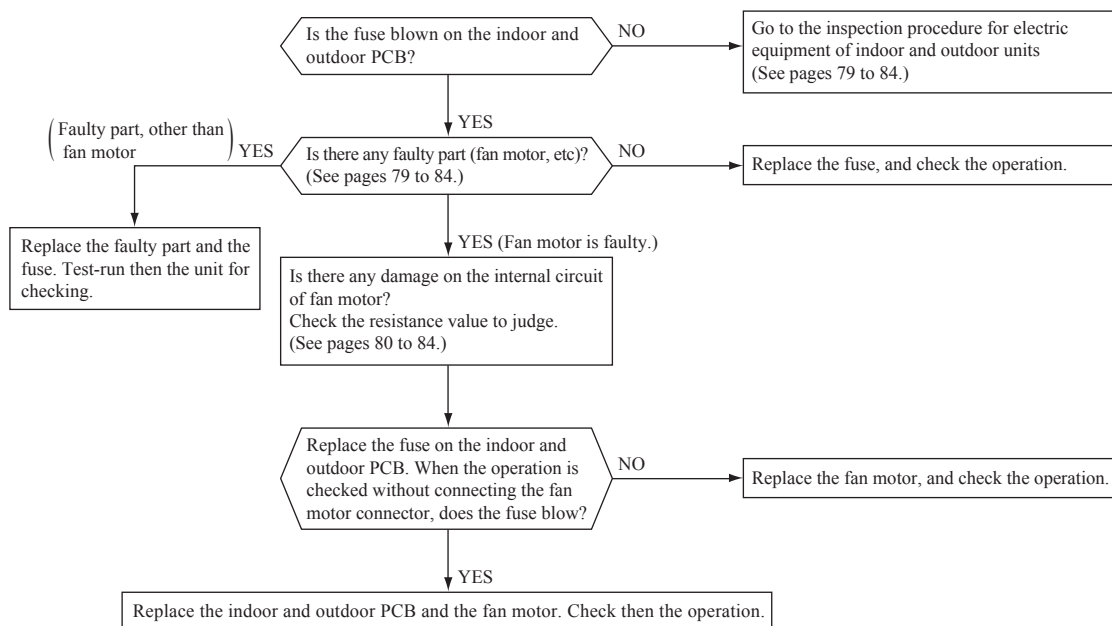 Is the fuse blown on the indoor and
outdoor PCB?
NO
Go to the inspection procedure for electric
equipment of indoor and outdoor units
(See pages 79 to 84.)
YES
(Faulty part, other than
fan motor)
YES
Is there any faulty part (fan motor, etc)?
(See pages 79 to 84.)
NO
Replace the fuse, and check the operation.
Replace the faulty part and the
fuse. Test-run then the unit for
checking.
YES (Fan motor is faulty.)
Is there any damage on the internal circuit
of fan motor?
Check the resistance value to judge.
(See pages 80 to 84.)
Replace the fuse on the indoor and
outdoor PCB. When the operation is
checked without connecting the fan
motor connector, does the fuse blow?
NO
Replace the fan motor, and check the operation.
YES
Replace the indoor and outdoor PCB and the fan motor. Check then the operation.